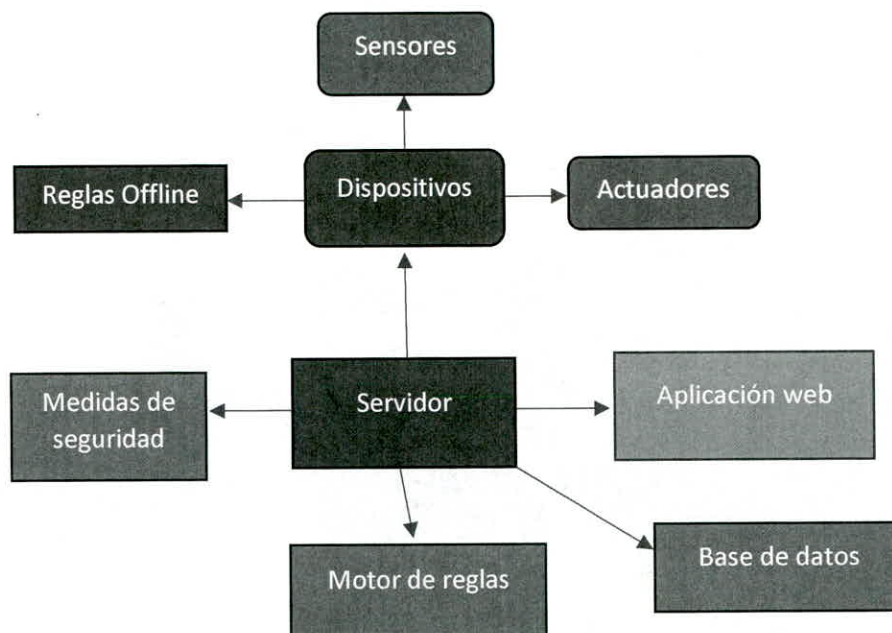 Sensores
Reglas Offline
Dispositivos
Actuadores
Medidas de
seguridad
Servidor
Aplicación web
Motor de reglas
Base de datos